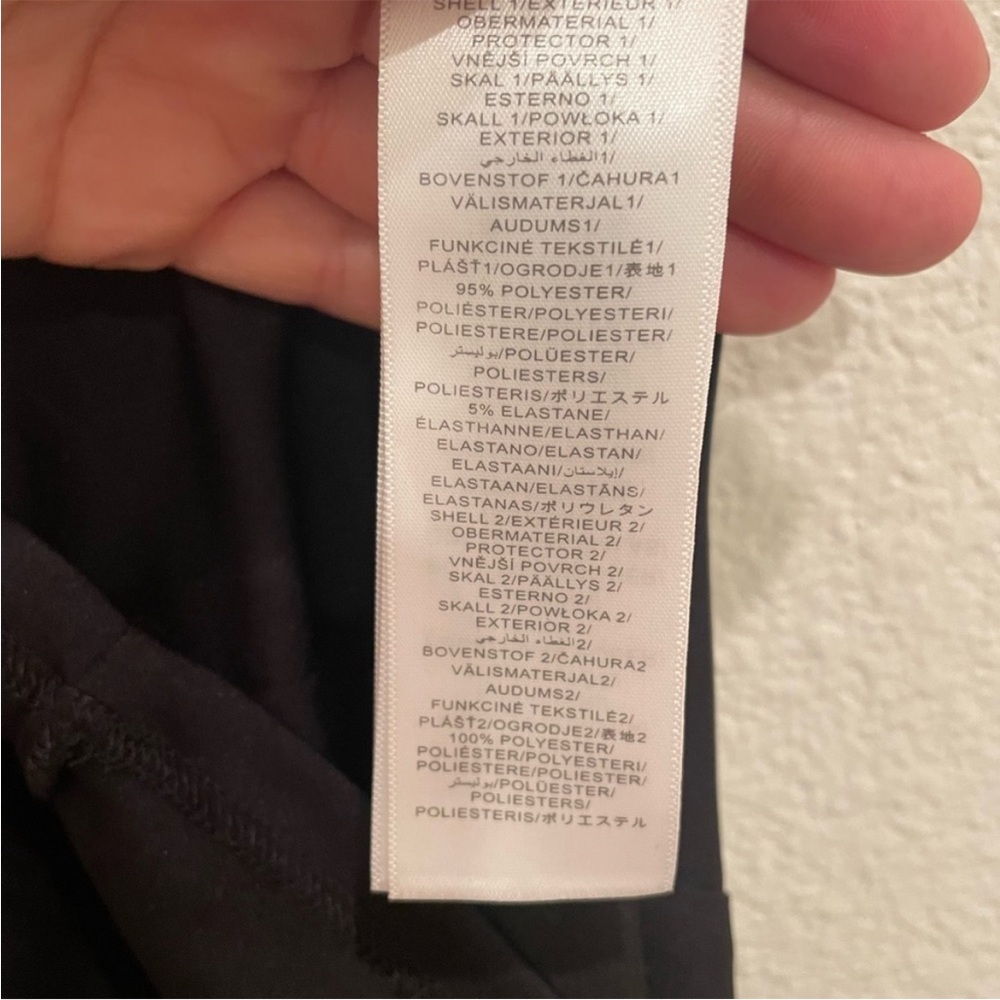 SHELL 1/EXTÉRIEUR 1/
OBERMATERIAL 1/
PROTECTOR 1/
VNĚJŠÍ POVRCH 1/
SKAL 1/PÄÄLLYS 1/
ESTERNO 1/
SKALL 1/POWŁOKA 1/
EXTERIOR 1/
الغطاء الخارجي1/
BOVENSTOF 1/ČAHURA1
VÄLISMATERJAL1/
AUDUMS1/
FUNKCINĖ TEKSTILĖ1/
PLÁŠŤ1/OGRODJE1/表地1
95% POLYESTER/
POLIÉSTER/POLYESTERI/
POLIESTERE/POLIESTER/
بوليستر/POLÜESTER/
POLIESTERS/
POLIESTERIS/ポリエステル
5% ELASTANE/
ÉLASTHANNE/ELASTHAN/
ELASTANO/ELASTAN/
ELASTAANI/إيلاستان/
ELASTAAN/ELASTĀNS/
ELASTANAS/ポリウレタン
SHELL 2/EXTÉRIEUR 2/
OBERMATERIAL 2/
PROTECTOR 2/
VNĚJŠÍ POVRCH 2/
SKAL 2/PÄÄLLYS 2/
ESTERNO 2/
SKALL 2/POWŁOKA 2/
EXTERIOR 2/
الغطاء الخارجي2/
BOVENSTOF 2/ČAHURA2
VÄLISMATERJAL2/
AUDUMS2/
FUNKCINĖ TEKSTILĖ2/
PLÁŠŤ2/OGRODJE2/表地2
100% POLYESTER/
POLIÉSTER/POLYESTERI/
POLIESTERE/POLIESTER/
بوليستر/POLÜESTER/
POLIESTERS/
POLIESTERIS/ポリエステル